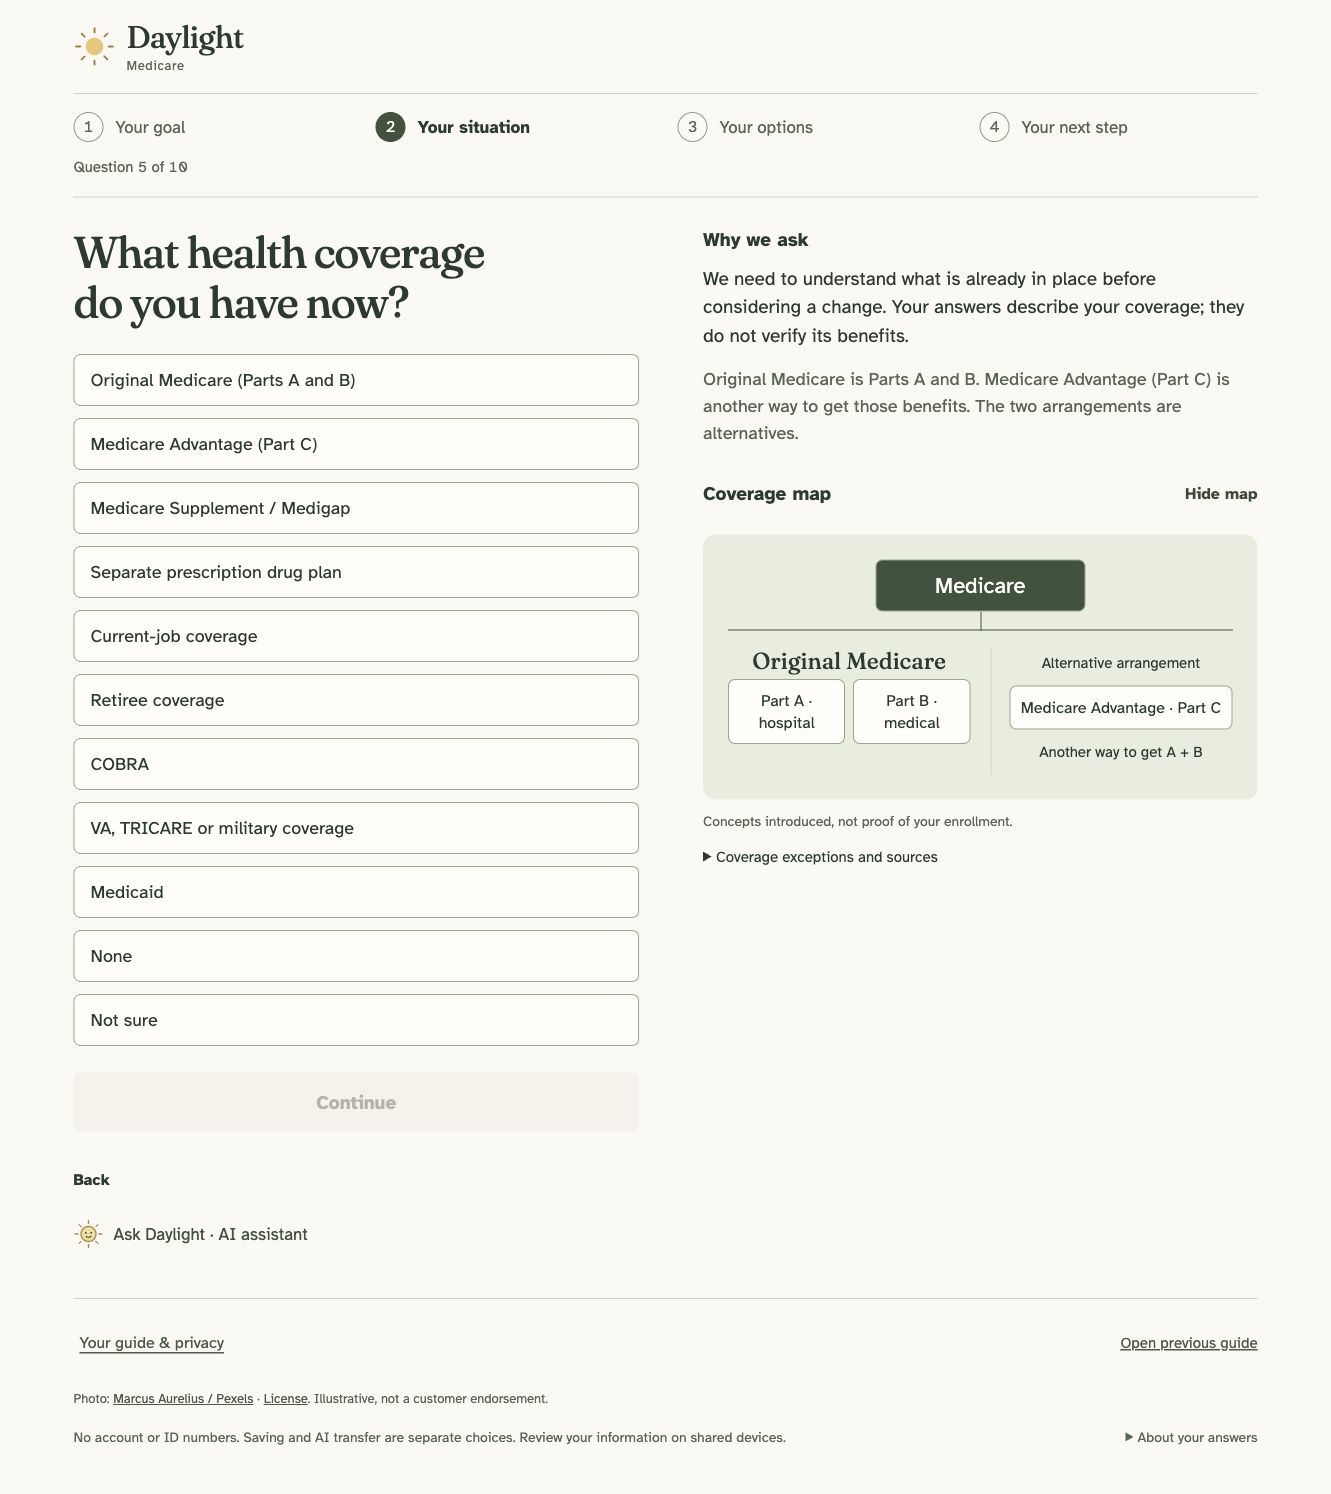 Daylight
Medicare
1 Your goal
2 Your situation
3 Your options
4 Your next step
Question 5 of 10
What health coverage
do you have now?
Original Medicare (Parts A and B)
Medicare Advantage (Part C)
Medicare Supplement / Medigap
Separate prescription drug plan
Current-job coverage
Retiree coverage
COBRA
VA, TRICARE or military coverage
Medicaid
None
Not sure
Continue
Back
Ask Daylight · AI assistant
Why we ask
We need to understand what is already in place before
considering a change. Your answers describe your coverage; they
do not verify its benefits.
Original Medicare is Parts A and B. Medicare Advantage (Part C) is
another way to get those benefits. The two arrangements are
alternatives.
Coverage map
Hide map
Medicare
Original Medicare
Part A ·
hospital
Part B ·
medical
Alternative arrangement
Medicare Advantage · Part C
Another way to get A + B
Concepts introduced, not proof of your enrollment.
Coverage exceptions and sources
Your guide & privacy
Open previous guide
Photo: Marcus Aurelius / Pexels · License. Illustrative, not a customer endorsement.
No account or ID numbers. Saving and AI transfer are separate choices. Review your information on shared devices.
About your answers